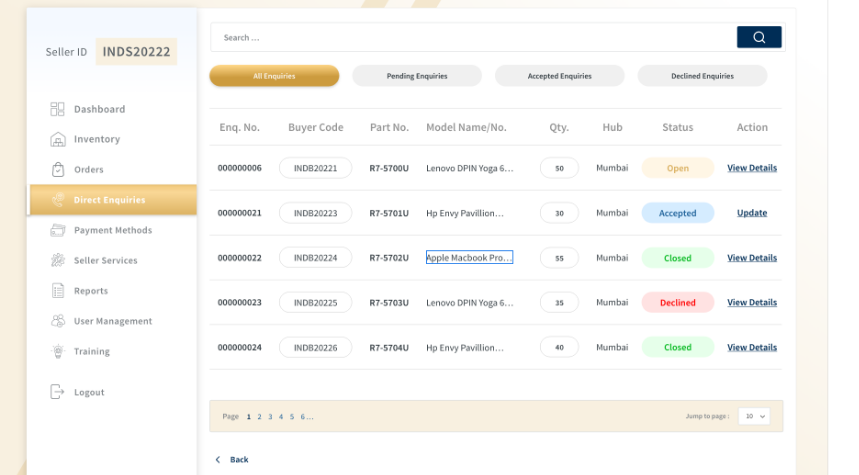 Search ...
Seller ID INDS20222
All Enquiries Pending Enquiries Accepted Enquiries Declined Enquiries
Dashboard
Inventory
Orders
Direct Enquiries
Payment Methods
Seller Services
Reports
User Management
Training
Logout
Enq. No. Buyer Code Part No. Model Name/No. Qty. Hub Status Action
000000006 INDB20221 R7-5700U Lenovo DPIN Yoga 6... 50 Mumbai Open View Details
000000021 INDB20223 R7-5701U Hp Envy Pavillion... 30 Mumbai Accepted Update
000000022 INDB20224 R7-5702U Apple Macbook Pro... 55 Mumbai Closed View Details
000000023 INDB20225 R7-5703U Lenovo DPIN Yoga 6... 35 Mumbai Declined View Details
000000024 INDB20226 R7-5704U Hp Envy Pavillion... 40 Mumbai Closed View Details
Page 1 2 3 4 5 6... Jump to page : 10
Back